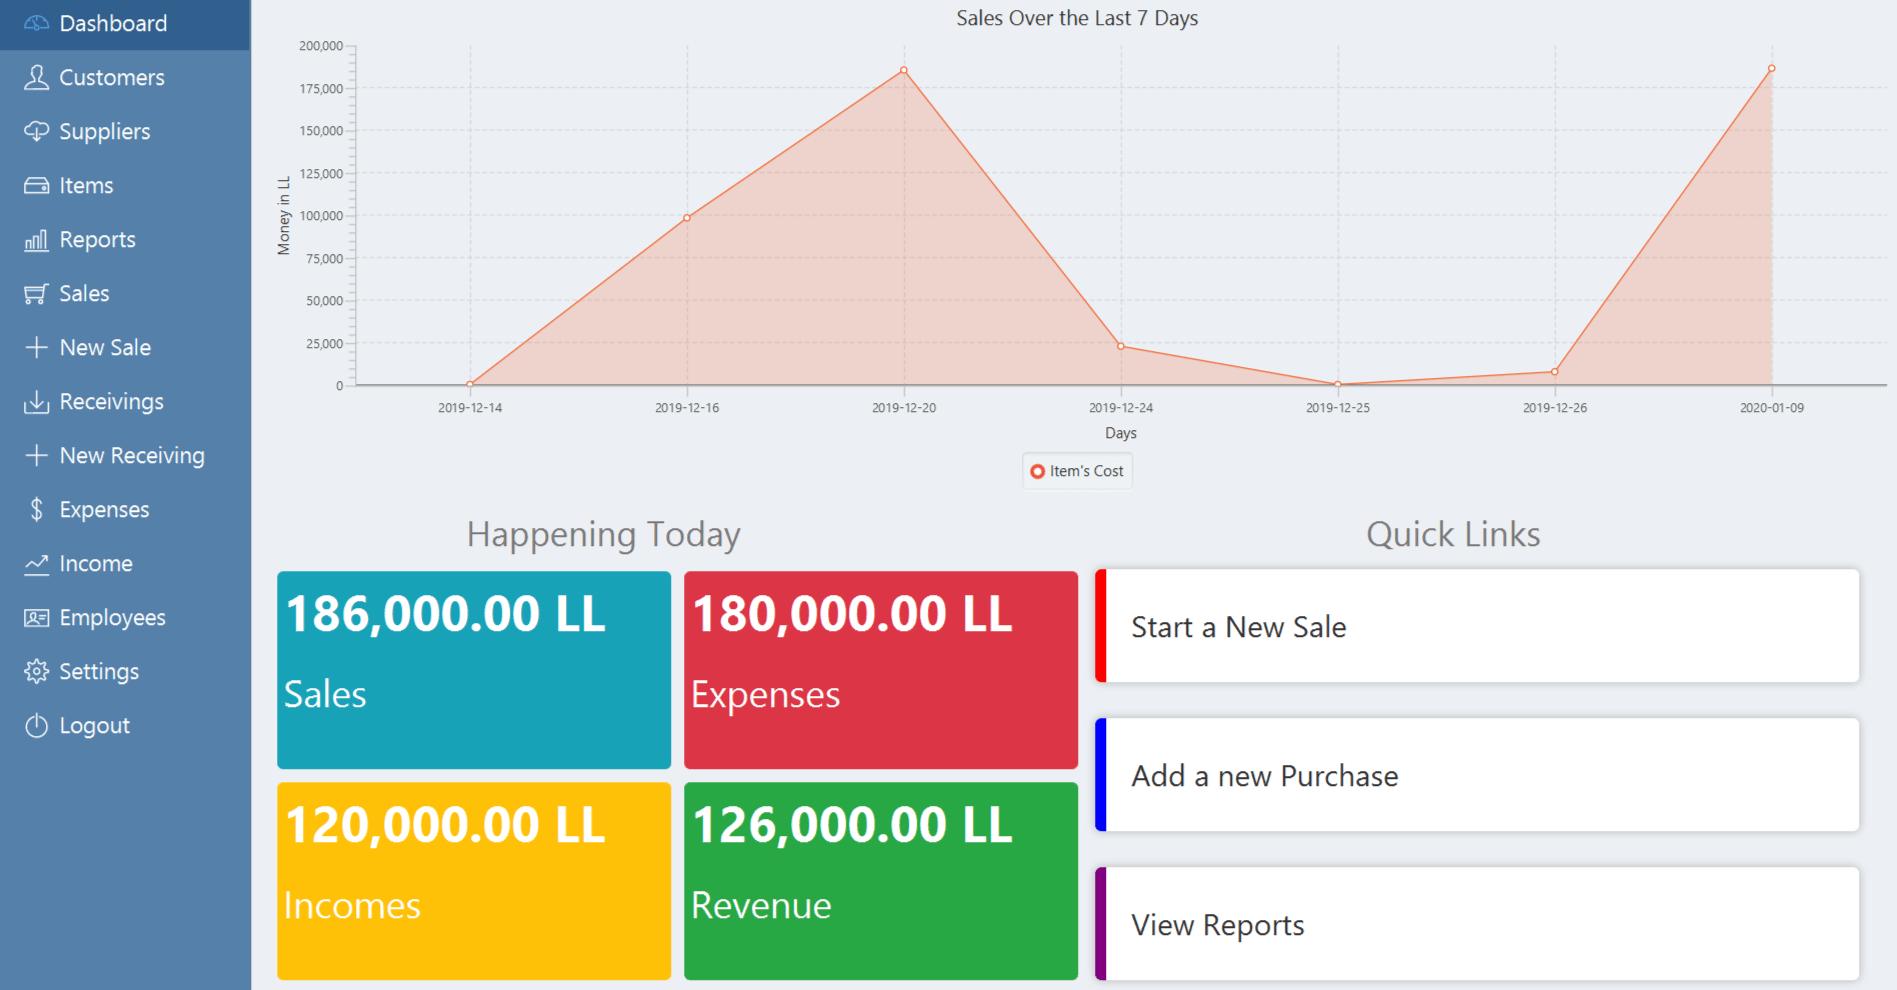 Dashboard
Customers
Suppliers
Items
Reports
Sales
New Sale
Receivings
New Receiving
Expenses
Income
Employees
Settings
Logout
Sales Over the Last 7 Days
200,000
175,000
150,000
125,000
100,000
75,000
50,000
25,000
0
Money in LL
2019-12-14 2019-12-16 2019-12-20 2019-12-24 2019-12-25 2019-12-26 2020-01-09
Days
Item's Cost
Happening Today
186,000.00 LL
Sales
180,000.00 LL
Expenses
120,000.00 LL
Incomes
126,000.00 LL
Revenue
Quick Links
Start a New Sale
Add a new Purchase
View Reports